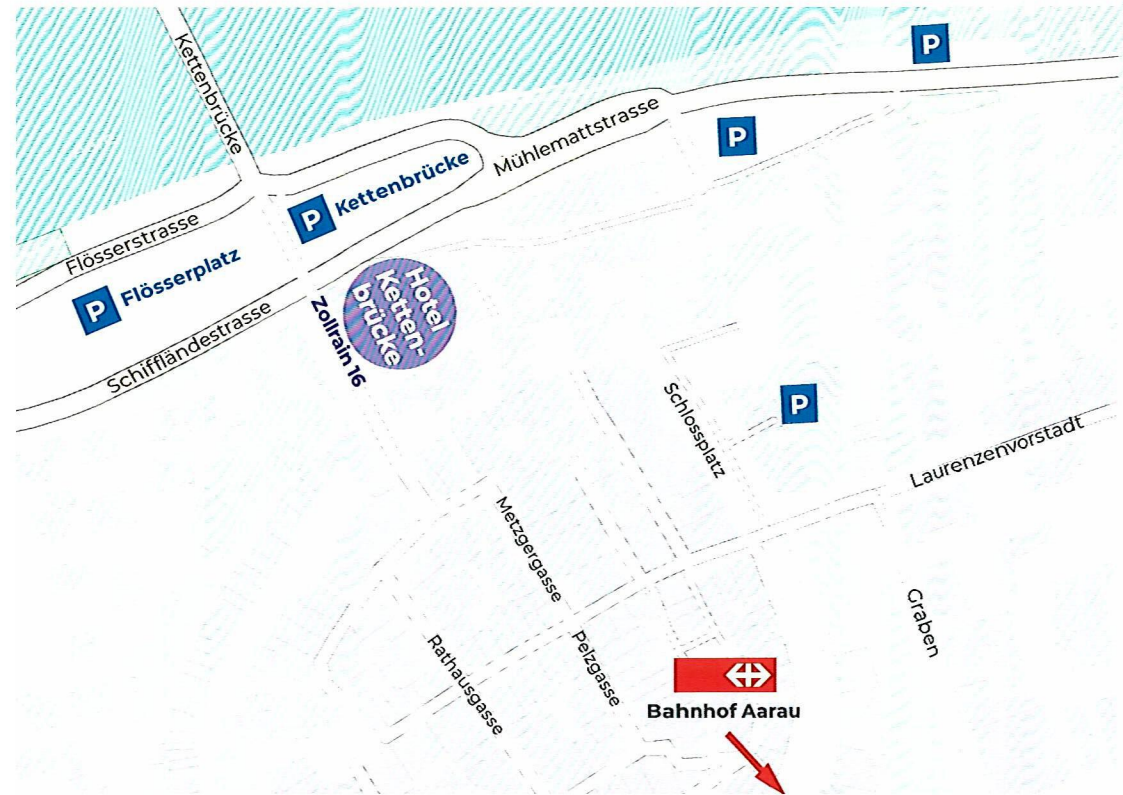 Kettenbrücke
P
P
Mühlemattstrasse
P Kettenbrücke
Flösserstrasse
P Flösserplatz
Schiffländestrasse
Hotel
Ketten-
brücke
Zollrain 16
P
Schlossplatz
Laurenzenvorstadt
Metzgergasse
Graben
Rathausgasse
Pelzgasse
Bahnhof Aarau